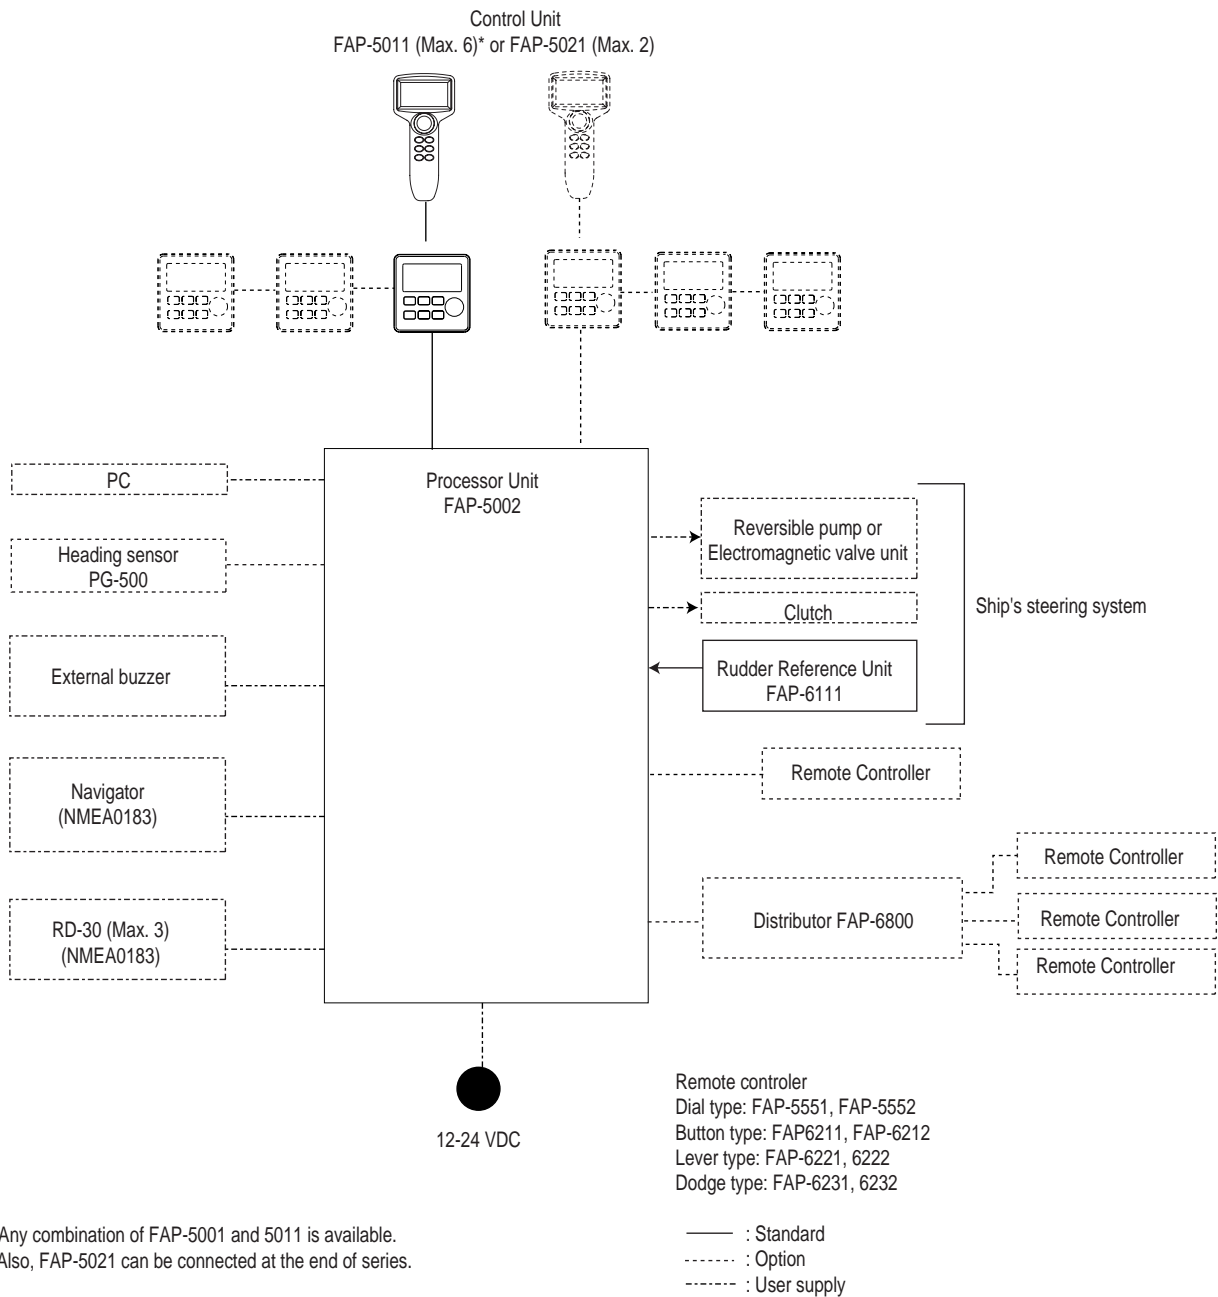 Control Unit
FAP-5011 (Max. 6)* or FAP-5021 (Max. 2)
PC
Heading sensor
PG-500
External buzzer
Navigator
(NMEA0183)
RD-30 (Max. 3)
(NMEA0183)
Processor Unit
FAP-5002
Reversible pump or
Electromagnetic valve unit
Clutch
Rudder Reference Unit
FAP-6111
Ship's steering system
Remote Controller
Distributor FAP-6800
Remote Controller
Remote Controller
Remote Controller
12-24 VDC
Remote controler
Dial type: FAP-5551, FAP-5552
Button type: FAP6211, FAP-6212
Lever type: FAP-6221, 6222
Dodge type: FAP-6231, 6232
Any combination of FAP-5001 and 5011 is available.
Also, FAP-5021 can be connected at the end of series.
: Standard
: Option
: User supply